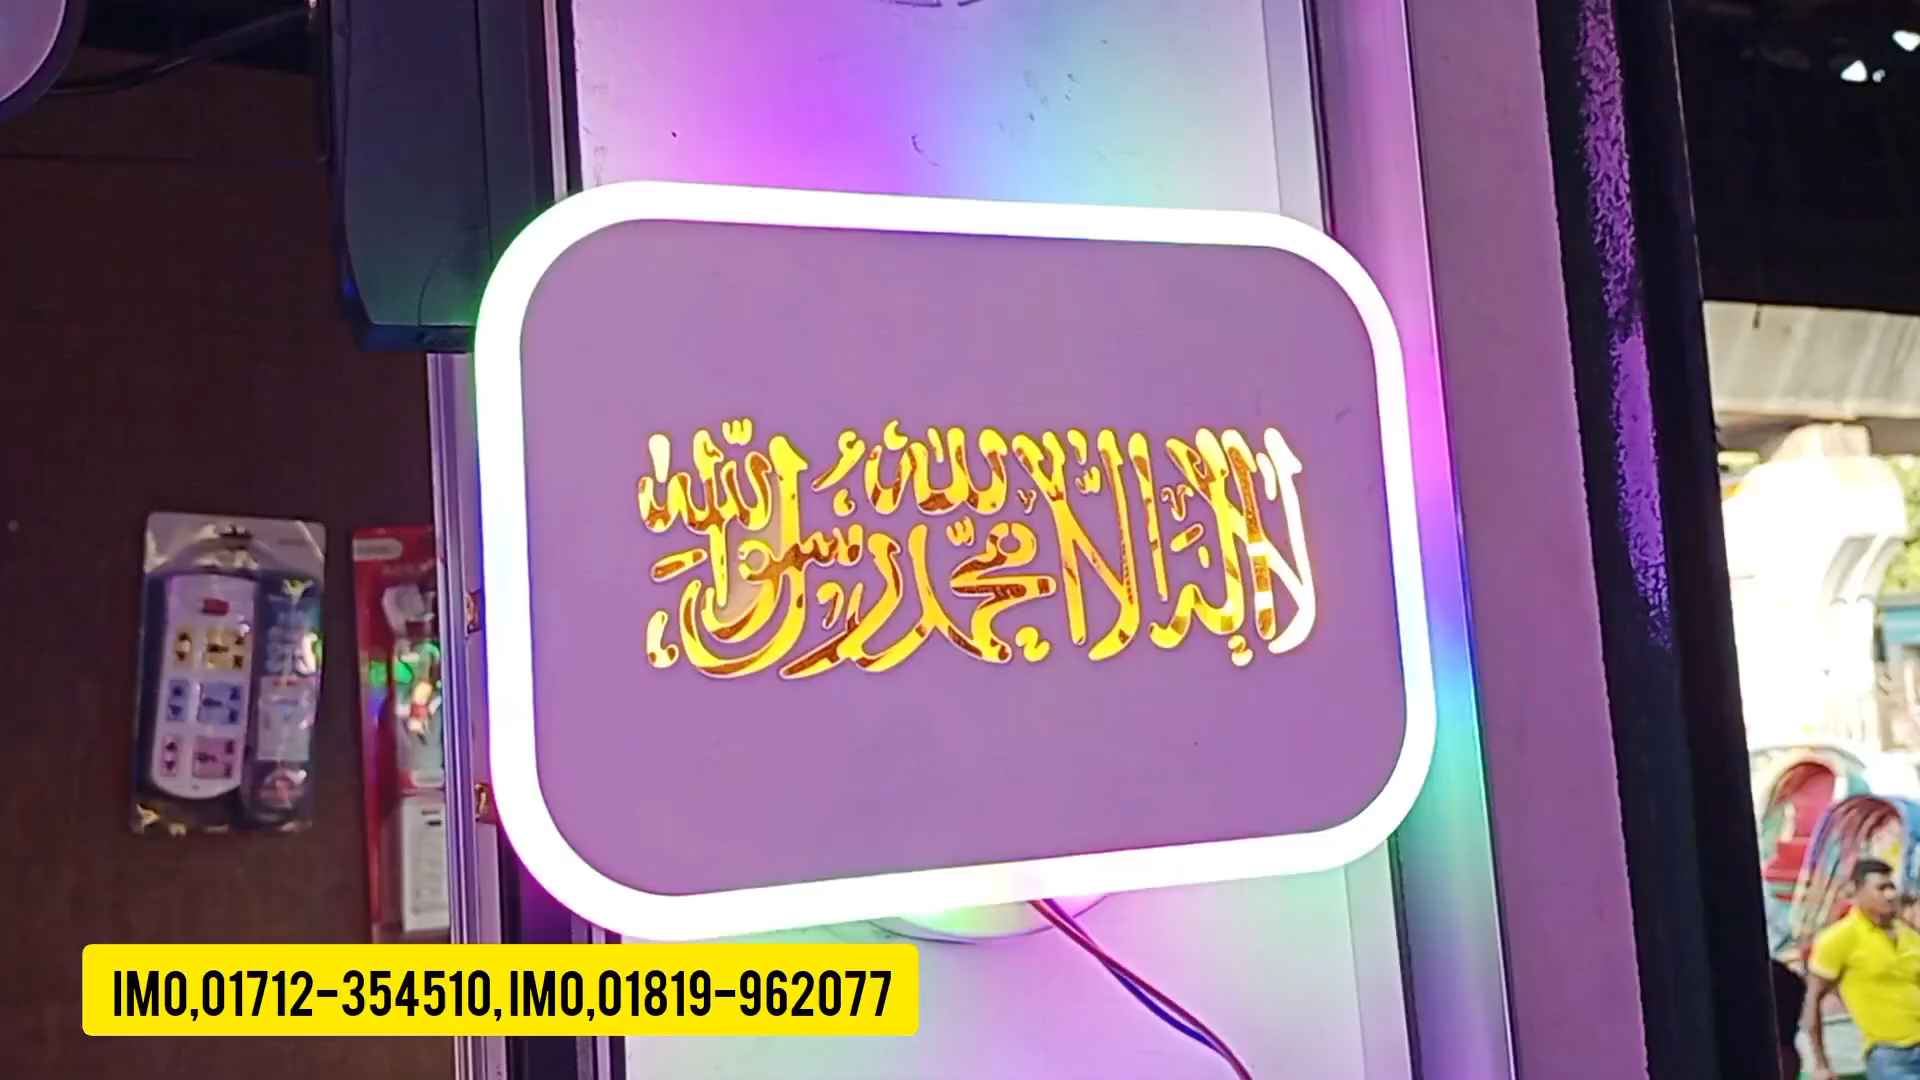 لا إله إلا الله محمد رسول الله
IMO,01712-354510, IMO,01819-962077